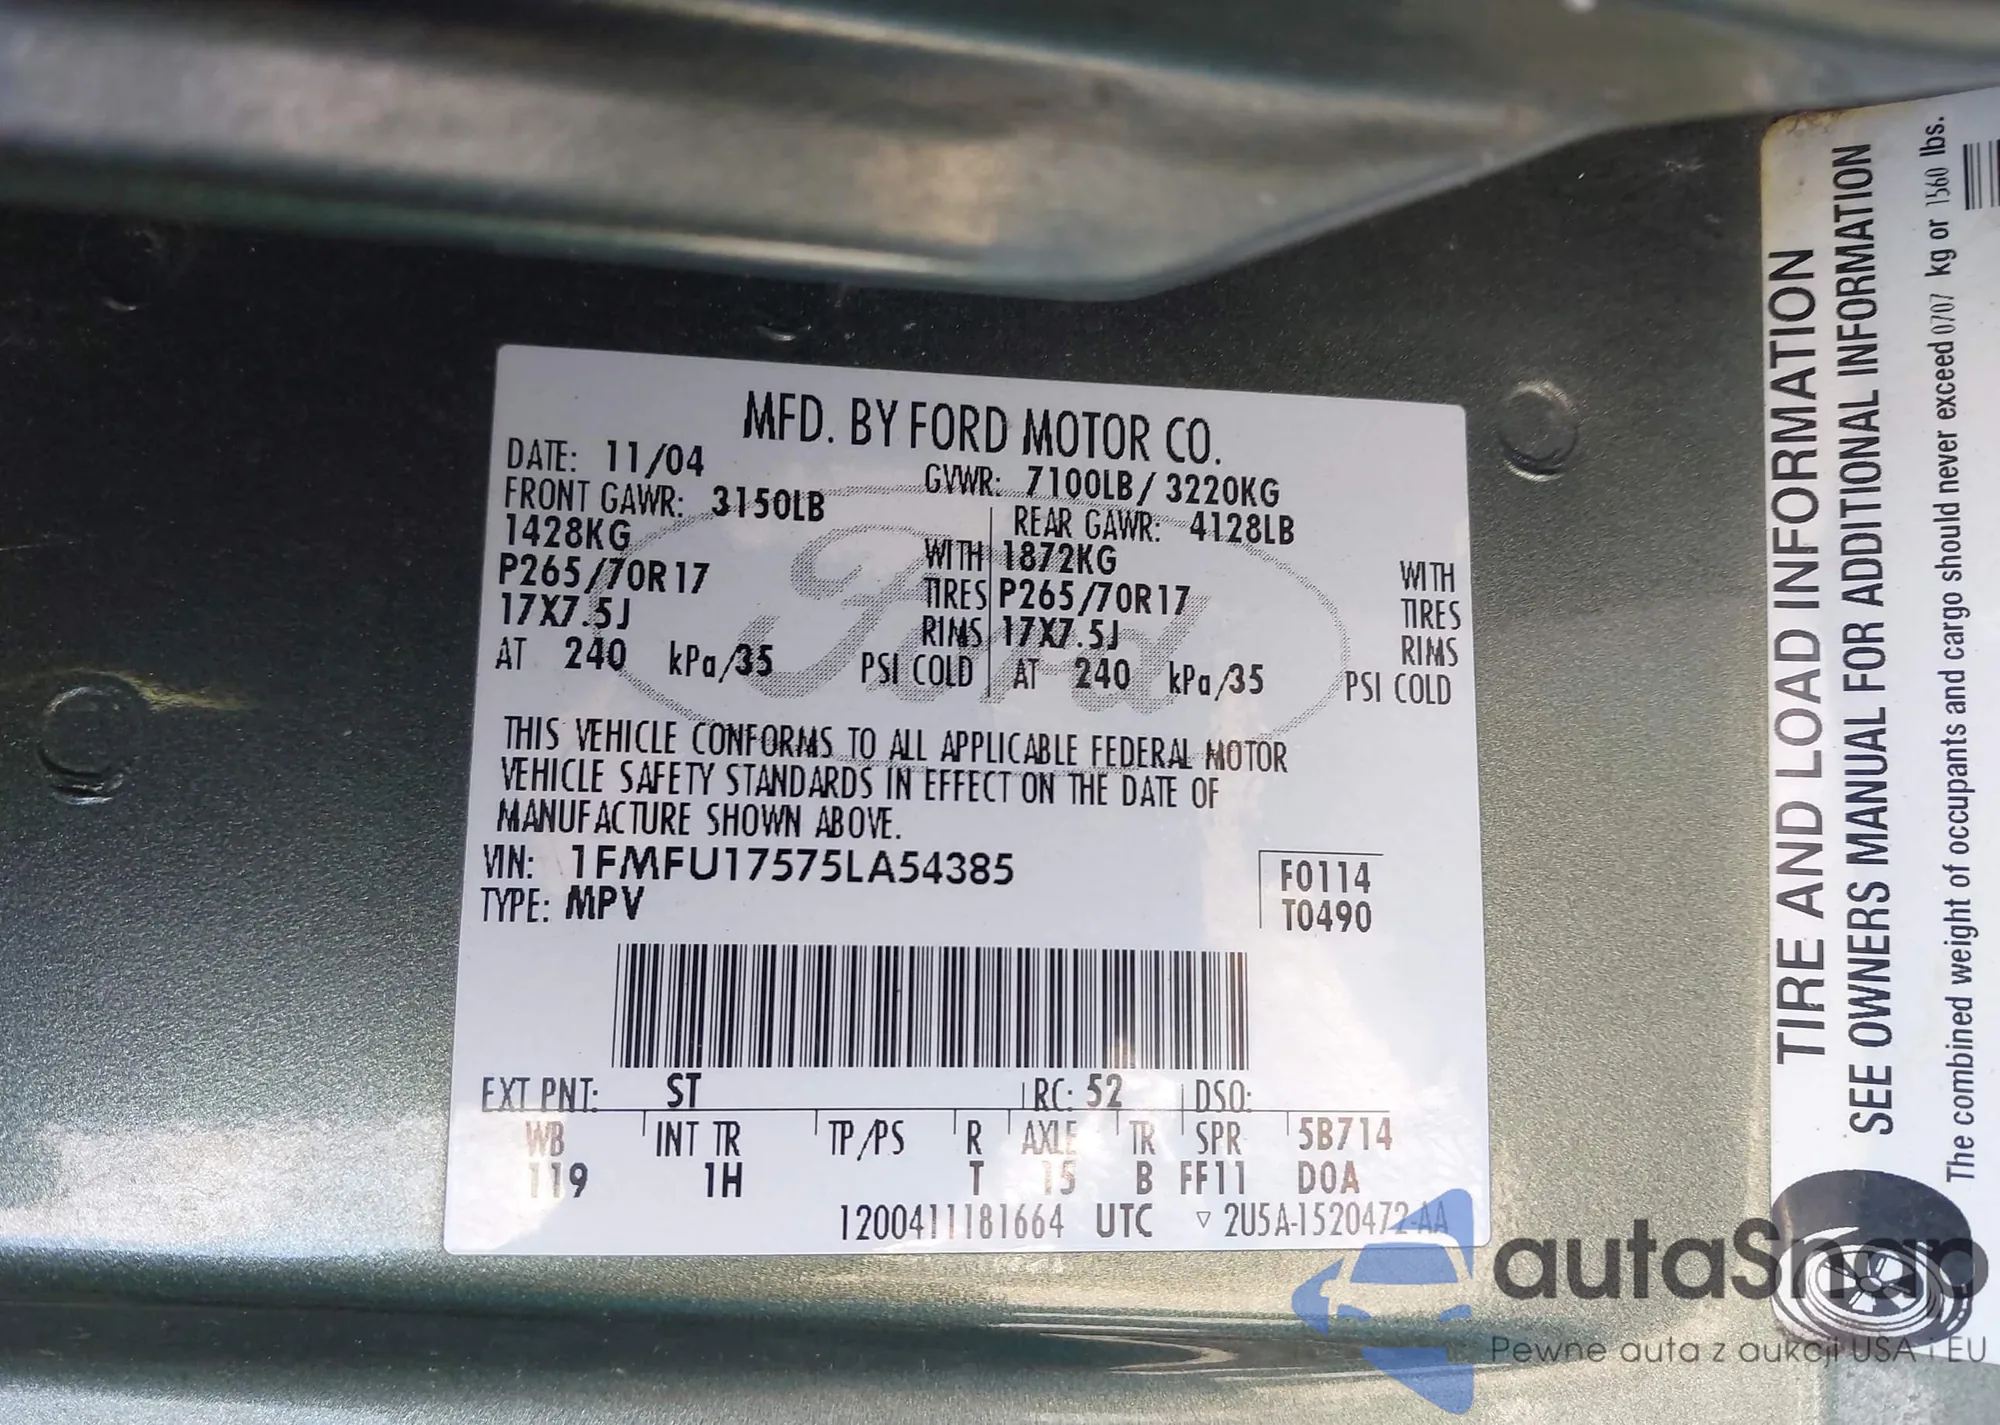 MFD. BY FORD MOTOR CO.
DATE: 11/04
GVWR: 7100LB/ 3220KG
FRONT GAWR: 3150LB
REAR GAWR: 4128LB
1428KG WITH 1872KG WITH
P265/70R17 TIRES P265/70R17 TIRES
17X7.5J RIMS 17X7.5J RIMS
AT 240 kPa/35 PSI COLD AT 240 kPa/35 PSI COLD
Ford
THIS VEHICLE CONFORMS TO ALL APPLICABLE FEDERAL MOTOR
VEHICLE SAFETY STANDARDS IN EFFECT ON THE DATE OF
MANUFACTURE SHOWN ABOVE.
VIN: 1FMFU17575LA54385
TYPE: MPV
F0114
T0490
EXT PNT: ST RC: 52 DSO:
WB INT TR TP/PS R AXLE TR SPR 5B714
119 1H T 15 B FF11 DOA
1200411181664 UTC ▽ 2U5A-1520472-AA
TIRE AND LOAD INFORMATION
SEE OWNERS MANUAL FOR ADDITIONAL INFORMATION
The combined weight of occupants and cargo should never exceed 0707 kg or 1560 lbs.
autaSnap
Pewne auta z aukcji USA i EU